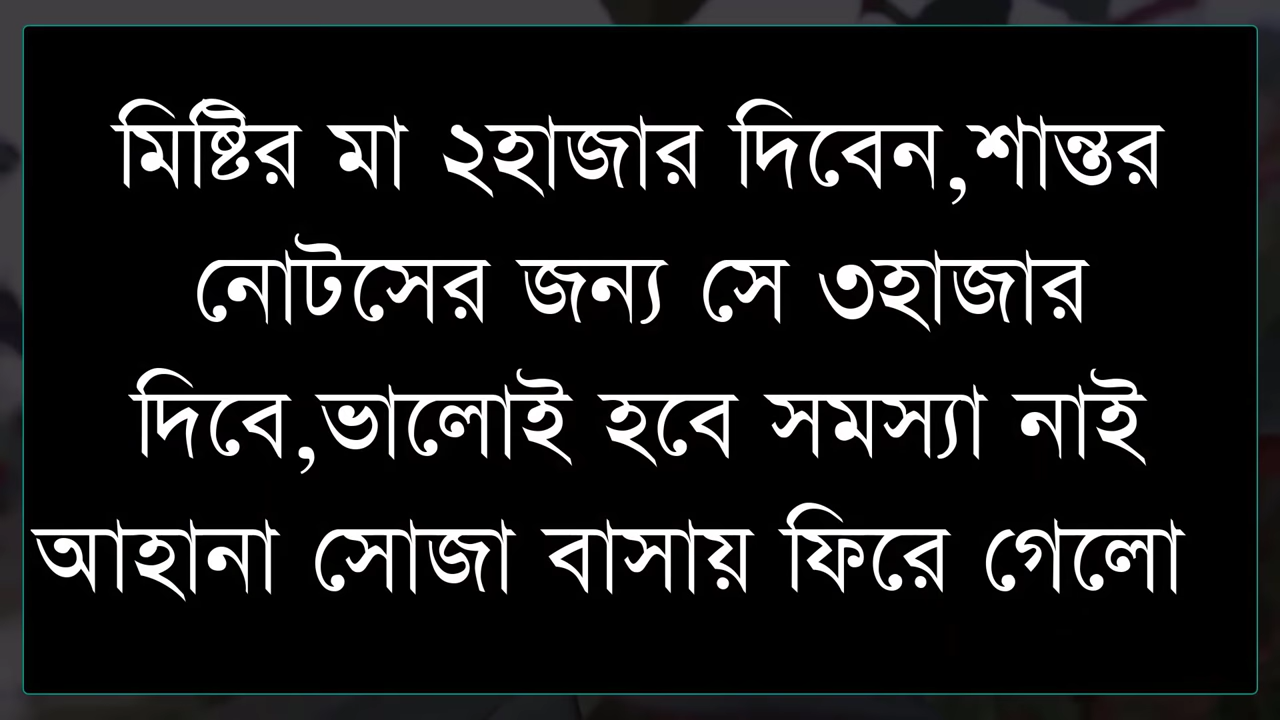 মিষ্টির মা ২হাজার দিবেন,শান্তর
নোটসের জন্য সে ৩হাজার
দিবে,ভালোই হবে সমস্যা নাই
আহানা সোজা বাসায় ফিরে গেলো